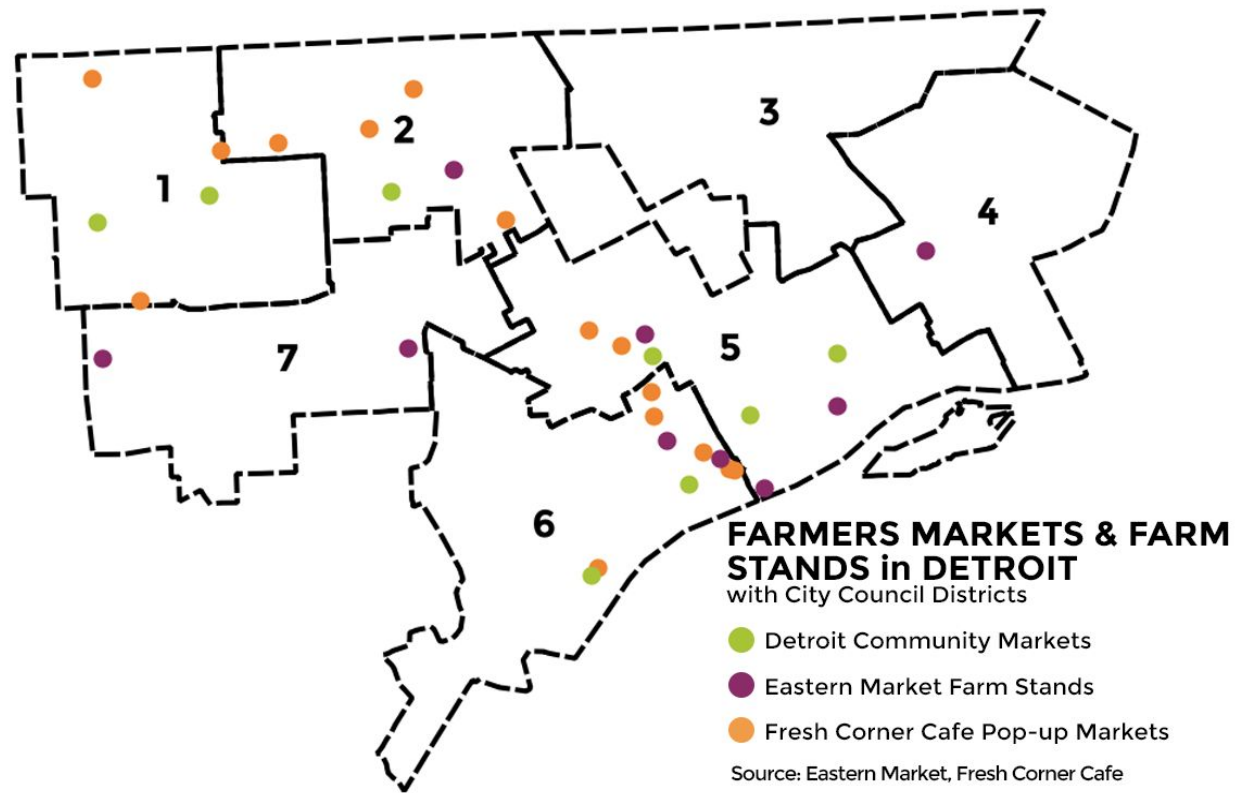 3
2
1
4
5
7
6
FARMERS MARKETS & FARM
STANDS in DETROIT
with City Council Districts
Detroit Community Markets
Eastern Market Farm Stands
Fresh Corner Cafe Pop-up Markets
Source: Eastern Market, Fresh Corner Cafe